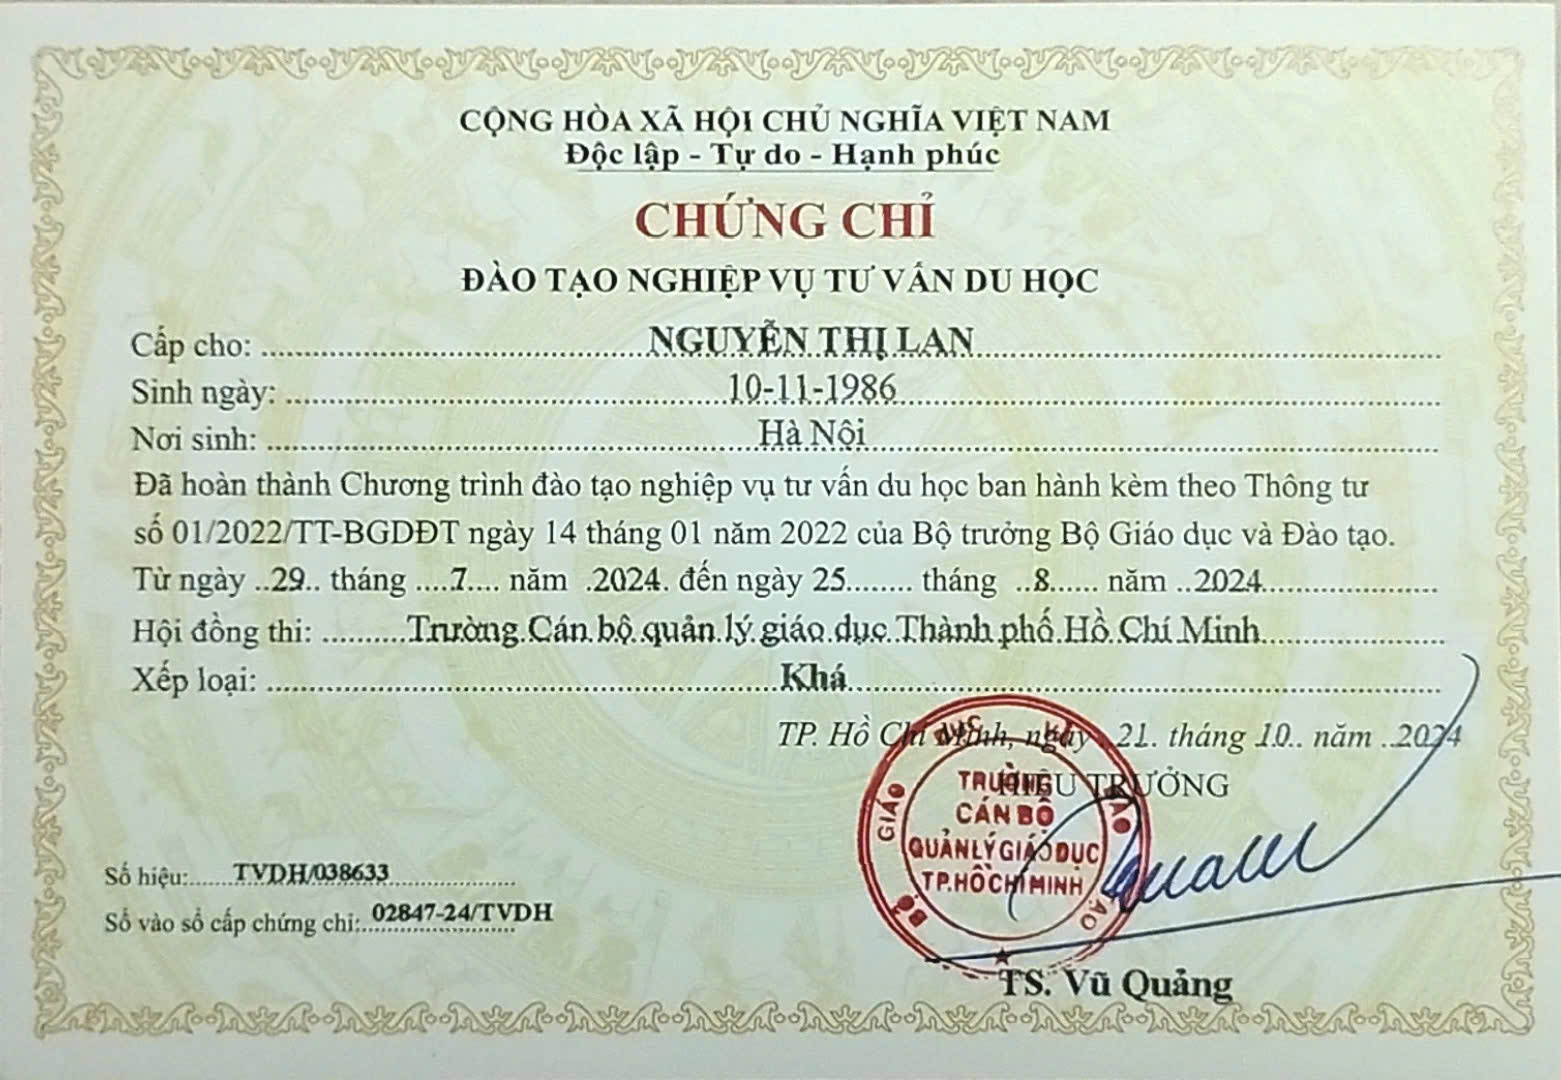 CỘNG HÒA XÃ HỘI CHỦ NGHĨA VIỆT NAM
Độc lập - Tự do - Hạnh phúc
CHỨNG CHỈ
ĐÀO TẠO NGHIỆP VỤ TƯ VẤN DU HỌC
Cấp cho: NGUYỄN THỊ LAN
Sinh ngày: 10-11-1986
Nơi sinh: Hà Nội
Đã hoàn thành Chương trình đào tạo nghiệp vụ tư vấn du học ban hành kèm theo Thông tư
số 01/2022/TT-BGDĐT ngày 14 tháng 01 năm 2022 của Bộ trưởng Bộ Giáo dục và Đào tạo.
Từ ngày ..29.. tháng ....7.... năm .2024. đến ngày 25........ tháng ..8...... năm ..2024
Hội đồng thi: Trường Cán bộ quản lý giáo dục Thành phố Hồ Chí Minh
Xếp loại: Khá
TP. Hồ Chí Minh, ngày ..21. tháng 10.. năm ..2024
HIỆU TRƯỞNG
BỘ GIÁO DỤC VÀ ĐÀO TẠO
TRƯỜNG
CÁN BỘ
QUẢN LÝ GIÁO DỤC
TP.HỒ CHÍ MINH
Số hiệu: TVDH/038633
Số vào sổ cấp chứng chỉ: 02847-24/TVDH
TS. Vũ Quảng